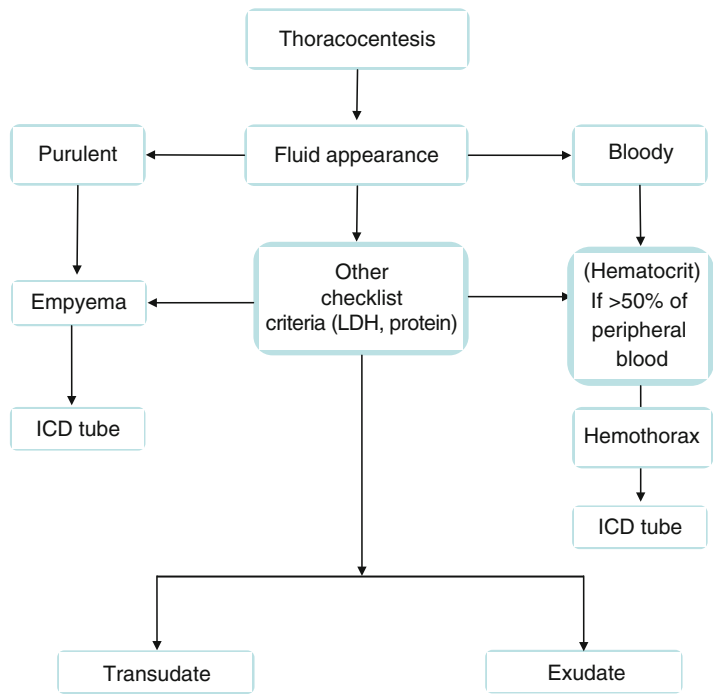 Thoracocentesis
Purulent
Fluid appearance
Bloody
Empyema
Other
checklist
criteria (LDH, protein)
(Hematocrit)
If >50% of
peripheral
blood
ICD tube
Hemothorax
ICD tube
Transudate
Exudate